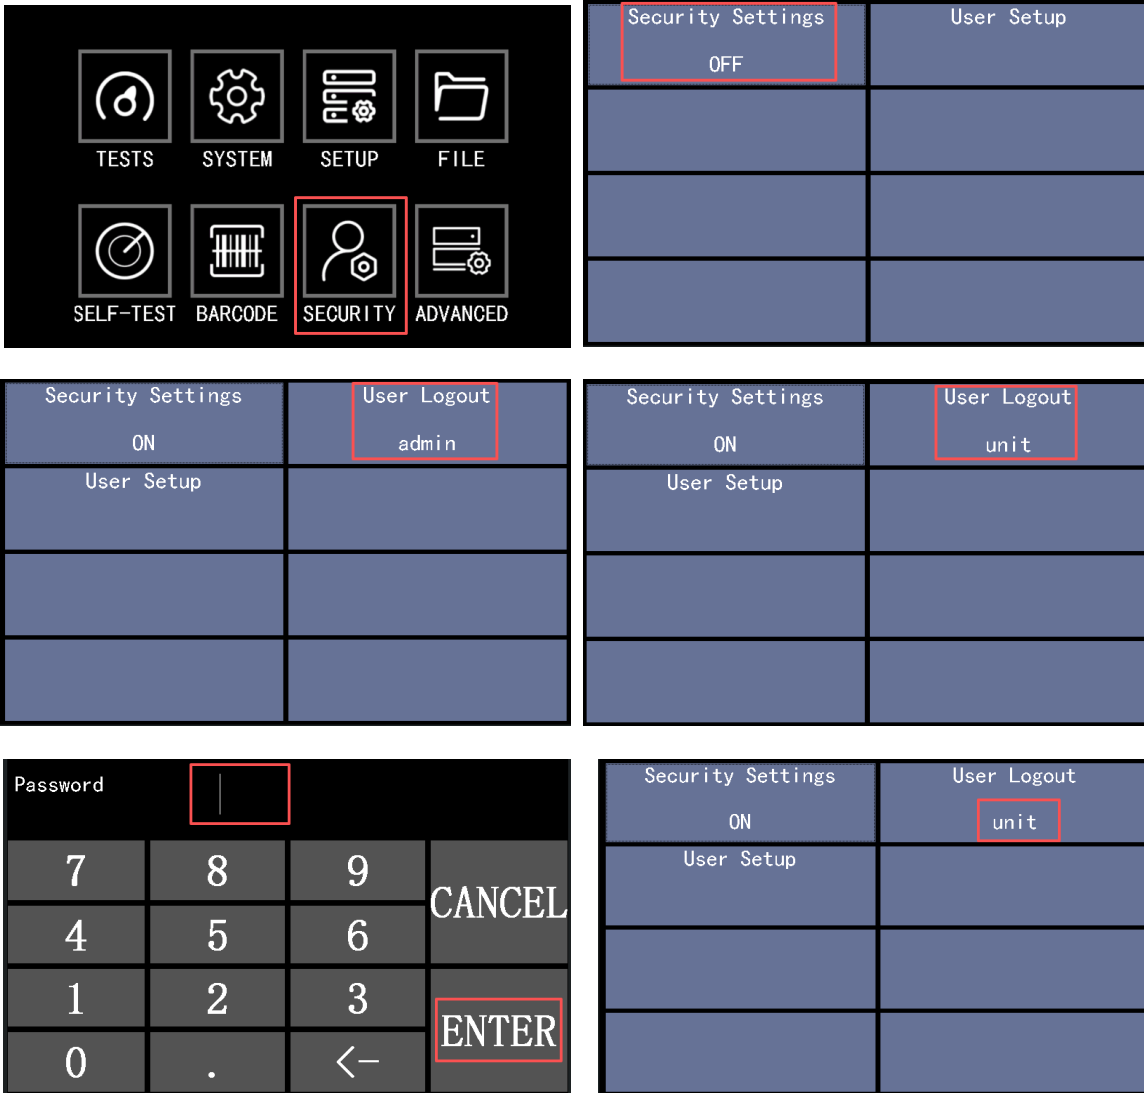 TESTS SYSTEM SETUP FILE
SELF-TEST BARCODE SECURITY ADVANCED
Security Settings User Setup
OFF
Security Settings User Logout
ON admin
User Setup
Security Settings User Logout
ON unit
User Setup
Password
7 8 9 CANCEL
4 5 6
1 2 3 ENTER
0 . <-
Security Settings User Logout
ON unit
User Setup